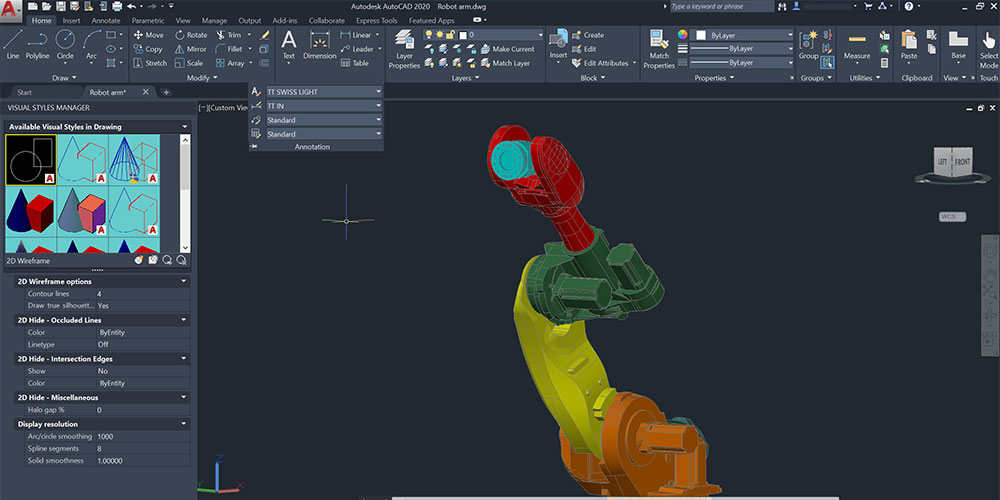 Autodesk AutoCAD 2020 Robot arm.dwg
Type a keyword or phrase
Home Insert Annotate Parametric View Manage Output Add-ins Collaborate Express Tools Featured Apps
Line Polyline Circle Arc
Move Rotate Trim
Copy Mirror Fillet
Stretch Scale Array
Text Dimension
Linear
Leader
Table
Layer Properties
0
Make Current
Match Layer
Insert
Create
Edit
Edit Attributes
Match Properties
ByLayer
ByLayer
ByLayer
Group
Measure
Paste
Base
Select Mode
Draw Modify Layers Block Properties Groups Utilities Clipboard View Touch
Start Robot arm*
TT SWISS LIGHT
TT IN
Standard
Standard
Annotation
VISUAL STYLES MANAGER
[−][Custom View
Available Visual Styles in Drawing
2D Wireframe
2D Wireframe options
Contour lines 4
Draw true silhouett... Yes
2D Hide - Occluded Lines
Color ByEntity
Linetype Off
2D Hide - Intersection Edges
Show No
Color ByEntity
2D Hide - Miscellaneous
Halo gap % 0
Display resolution
Arc/circle smoothing 1000
Spline segments 8
Solid smoothness 1.00000
LEFT FRONT
WCS
Z
X